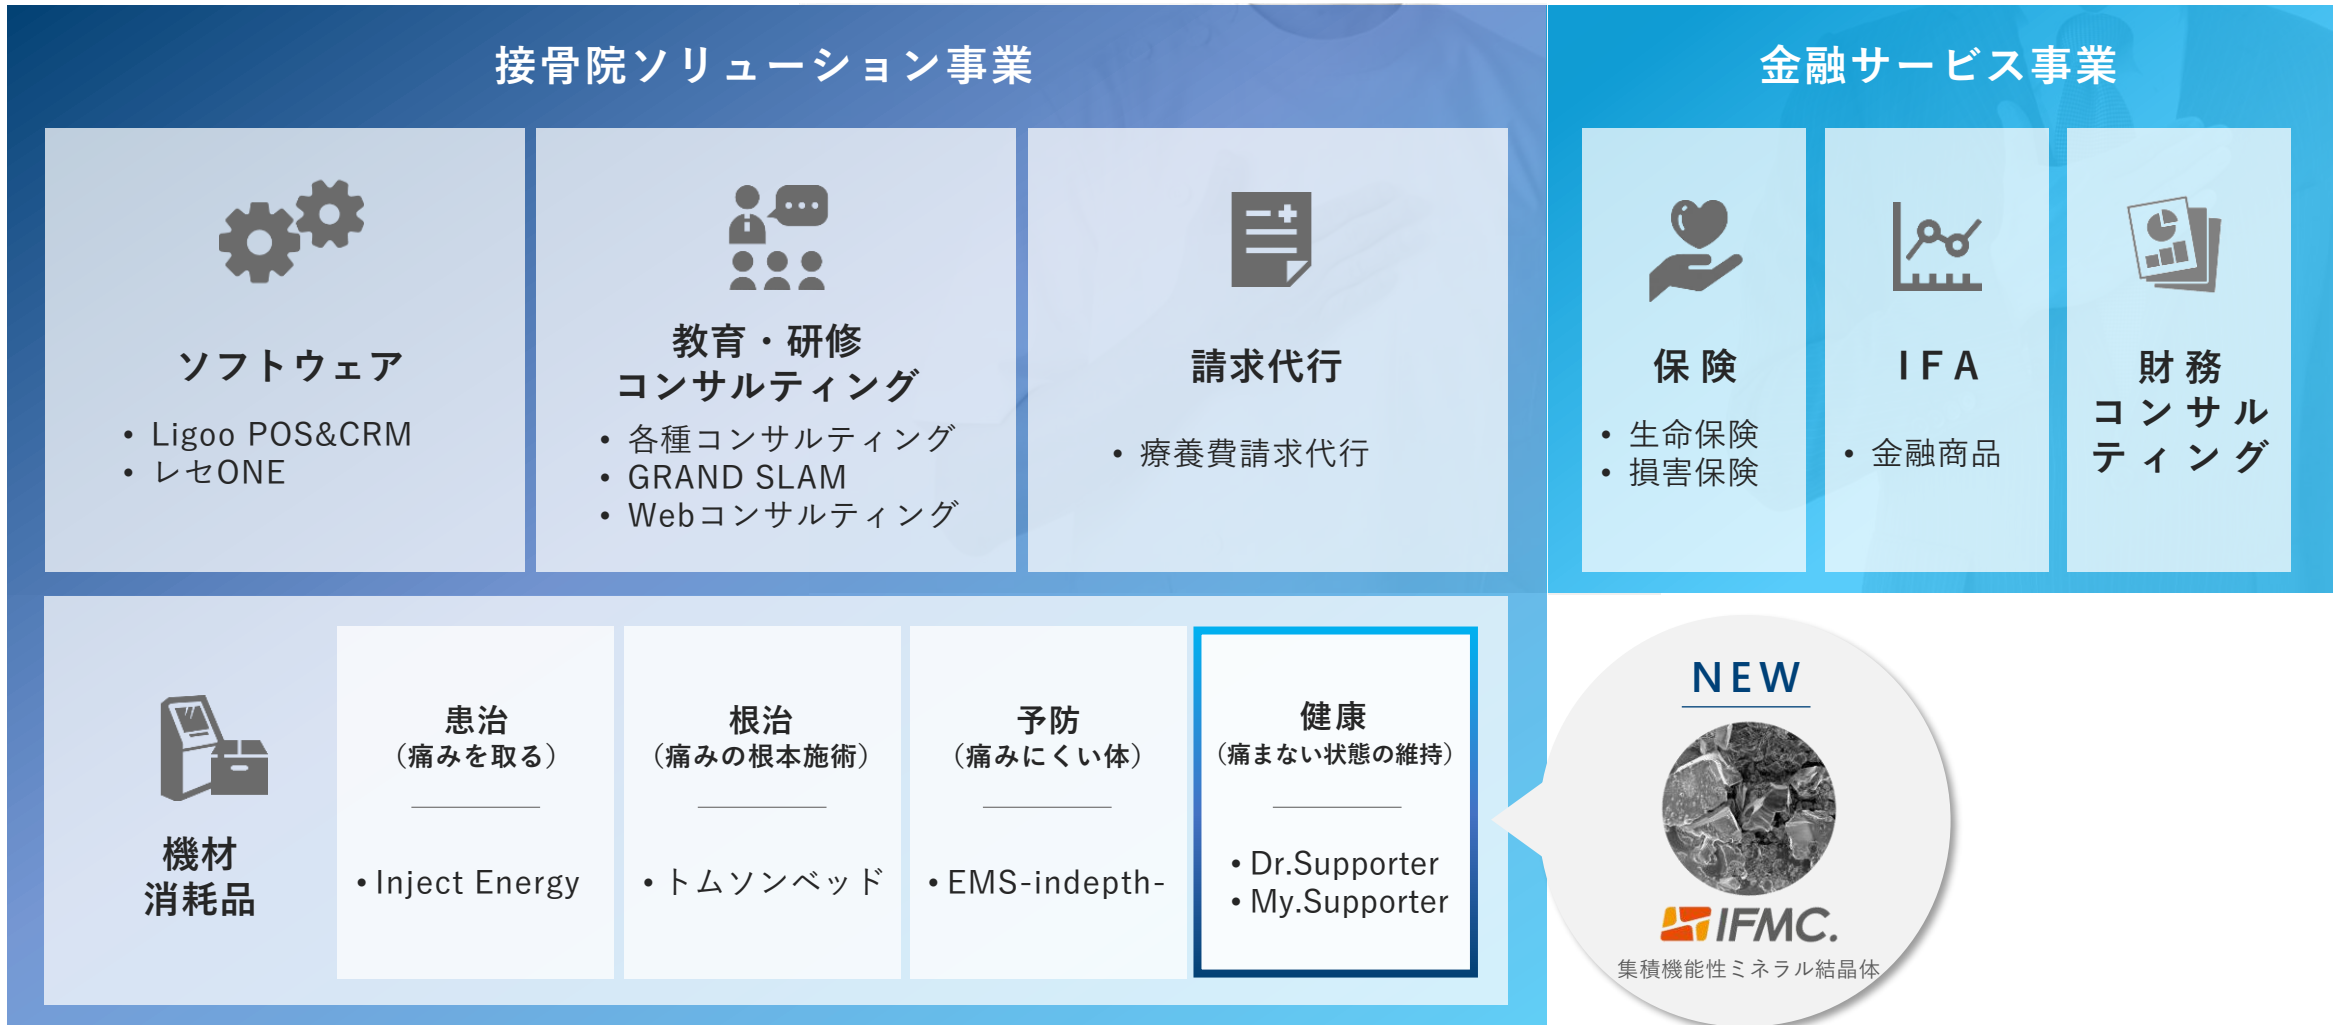 接骨院ソリューション事業
ソフトウェア
• Ligoo POS&CRM
• レセONE
教育・研修
コンサルティング
• 各種コンサルティング
• GRAND SLAM
• Webコンサルティング
請求代行
• 療養費請求代行
機材
消耗品
患治
（痛みを取る）
• Inject Energy
根治
（痛みの根本施術）
• トムソンベッド
予防
（痛みにくい体）
• EMS-indepth-
健康
（痛まない状態の維持）
• Dr.Supporter
• My.Supporter
金融サービス事業
保険
• 生命保険
• 損害保険
IFA
• 金融商品
財務
コンサル
ティング
NEW
IFMC.
集積機能性ミネラル結晶体